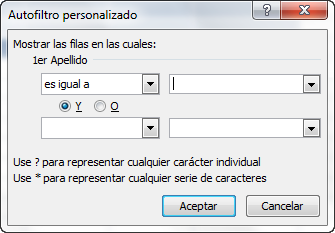 Autofiltro personalizado
Mostrar las filas en las cuales:
1er Apellido
es igual a
Y O
Use ? para representar cualquier carácter individual
Use * para representar cualquier serie de caracteres
Aceptar Cancelar